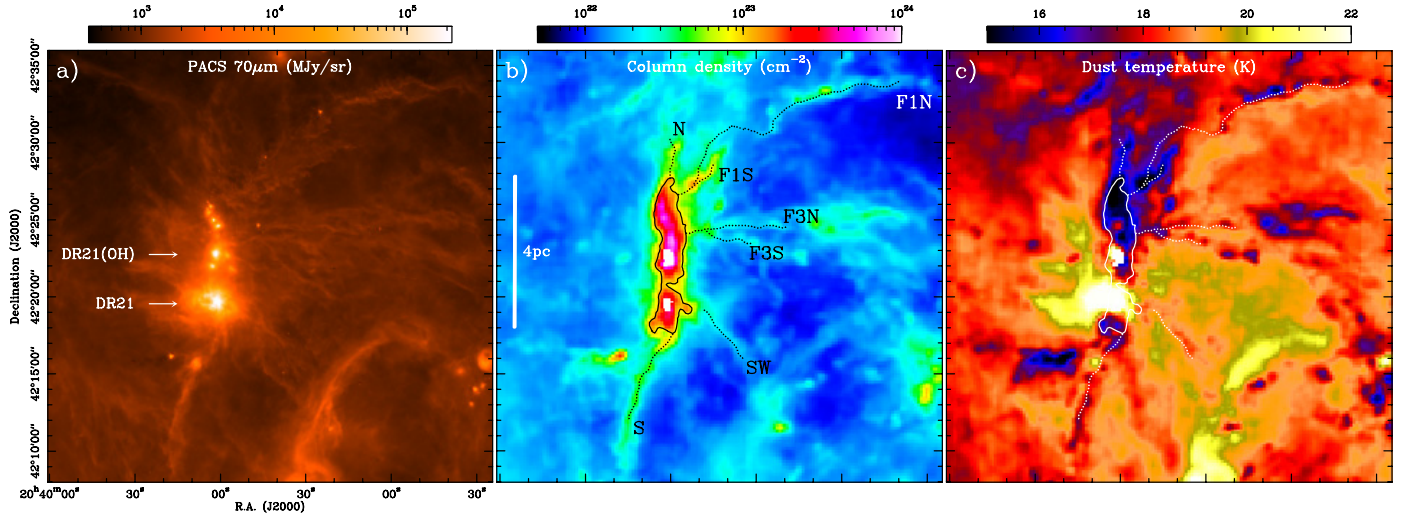 10³ 10⁴ 10⁵
10²² 10²³ 10²⁴
16 18 20 22
a) PACS 70μm (MJy/sr)
b) Column density (cm⁻²)
c) Dust temperature (K)
42°35'00"
42°30'00"
42°25'00"
42°20'00"
42°15'00"
42°10'00"
Declination (J2000)
DR21(OH) →
DR21 →
4pc
N
F1N
F1S
F3N
F3S
SW
S
20ʰ40ᵐ00ˢ 30ˢ 00ˢ 30ˢ 00ˢ 30ˢ
R.A. (J2000)